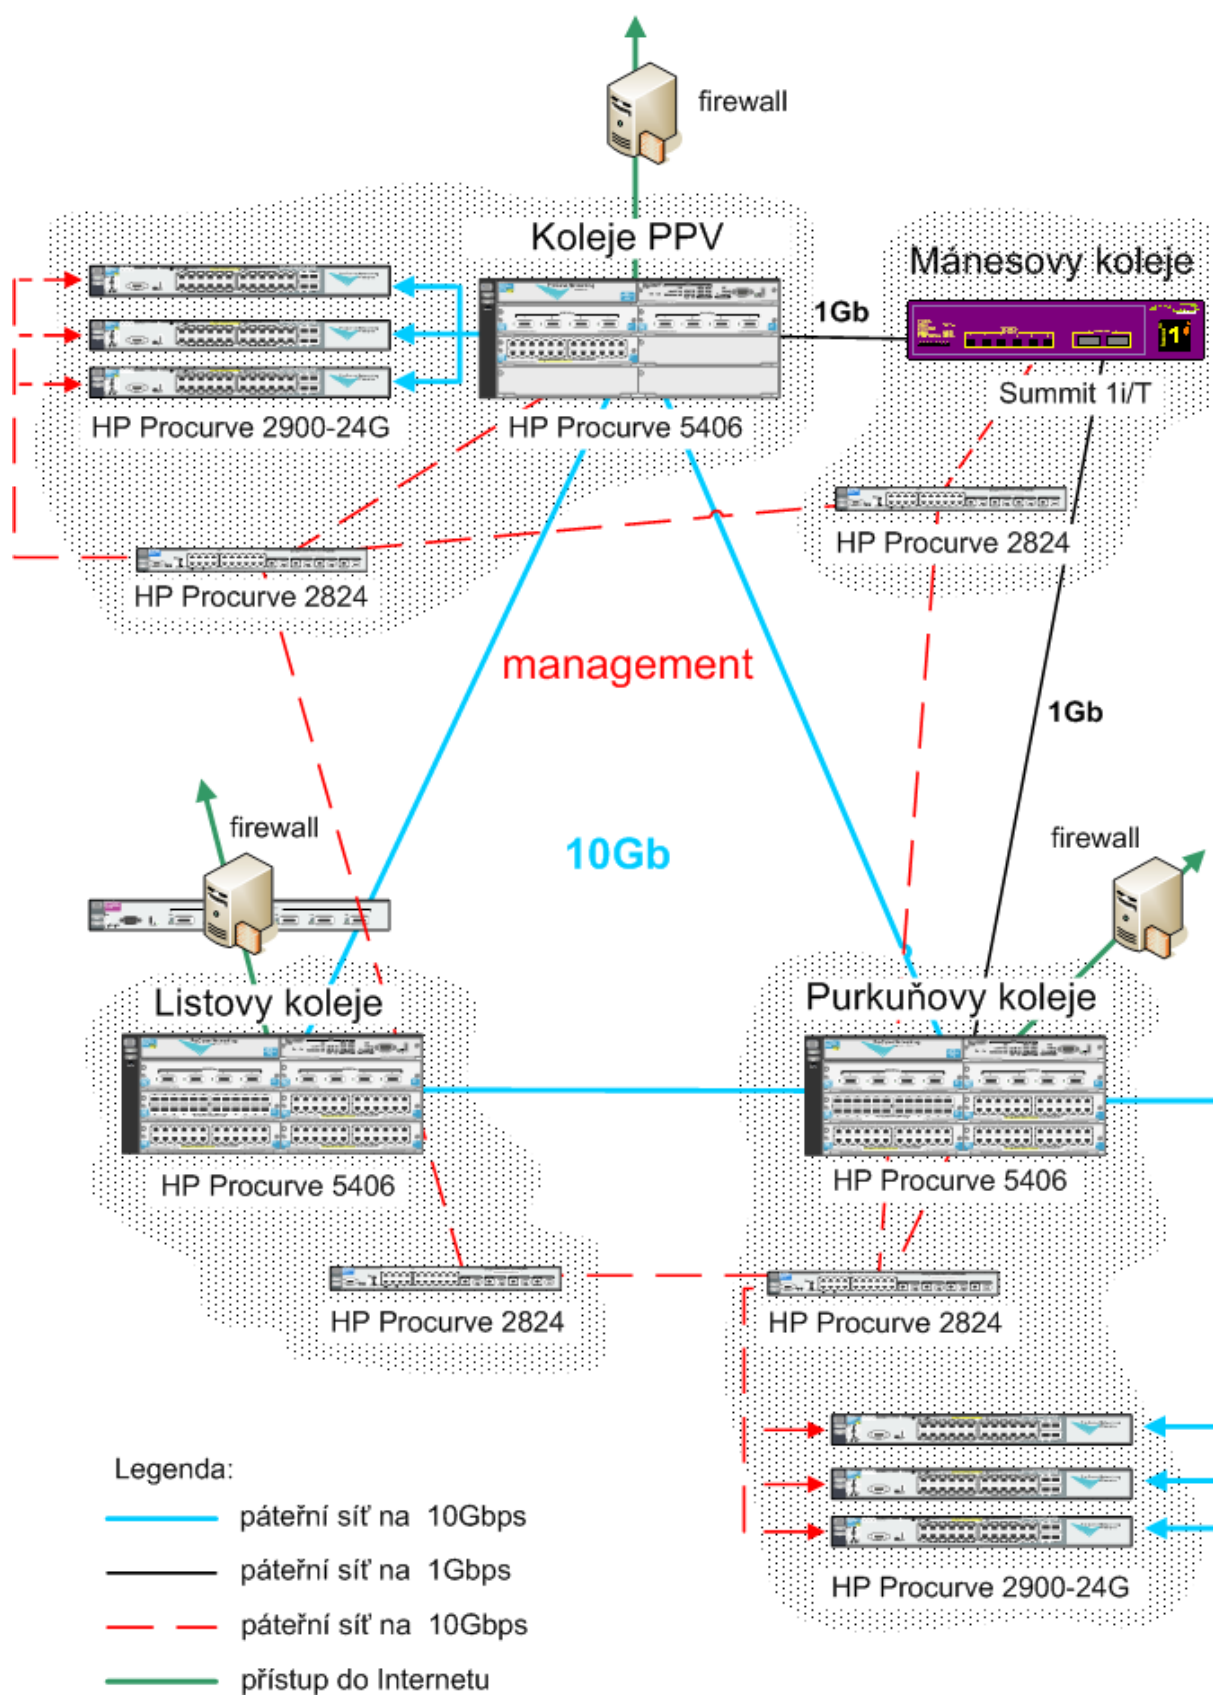 firewall
Koleje PPV
Mánesovy koleje
1Gb
Summit 1i/T
HP Procurve 2900-24G
HP Procurve 5406
HP Procurve 2824
HP Procurve 2824
management
1Gb
firewall
10Gb
firewall
Listovy koleje
Purkuňovy koleje
HP Procurve 5406
HP Procurve 5406
HP Procurve 2824
HP Procurve 2824
HP Procurve 2900-24G
Legenda:
páteřní síť na 10Gbps
páteřní síť na 1Gbps
páteřní síť na 10Gbps
přístup do Internetu